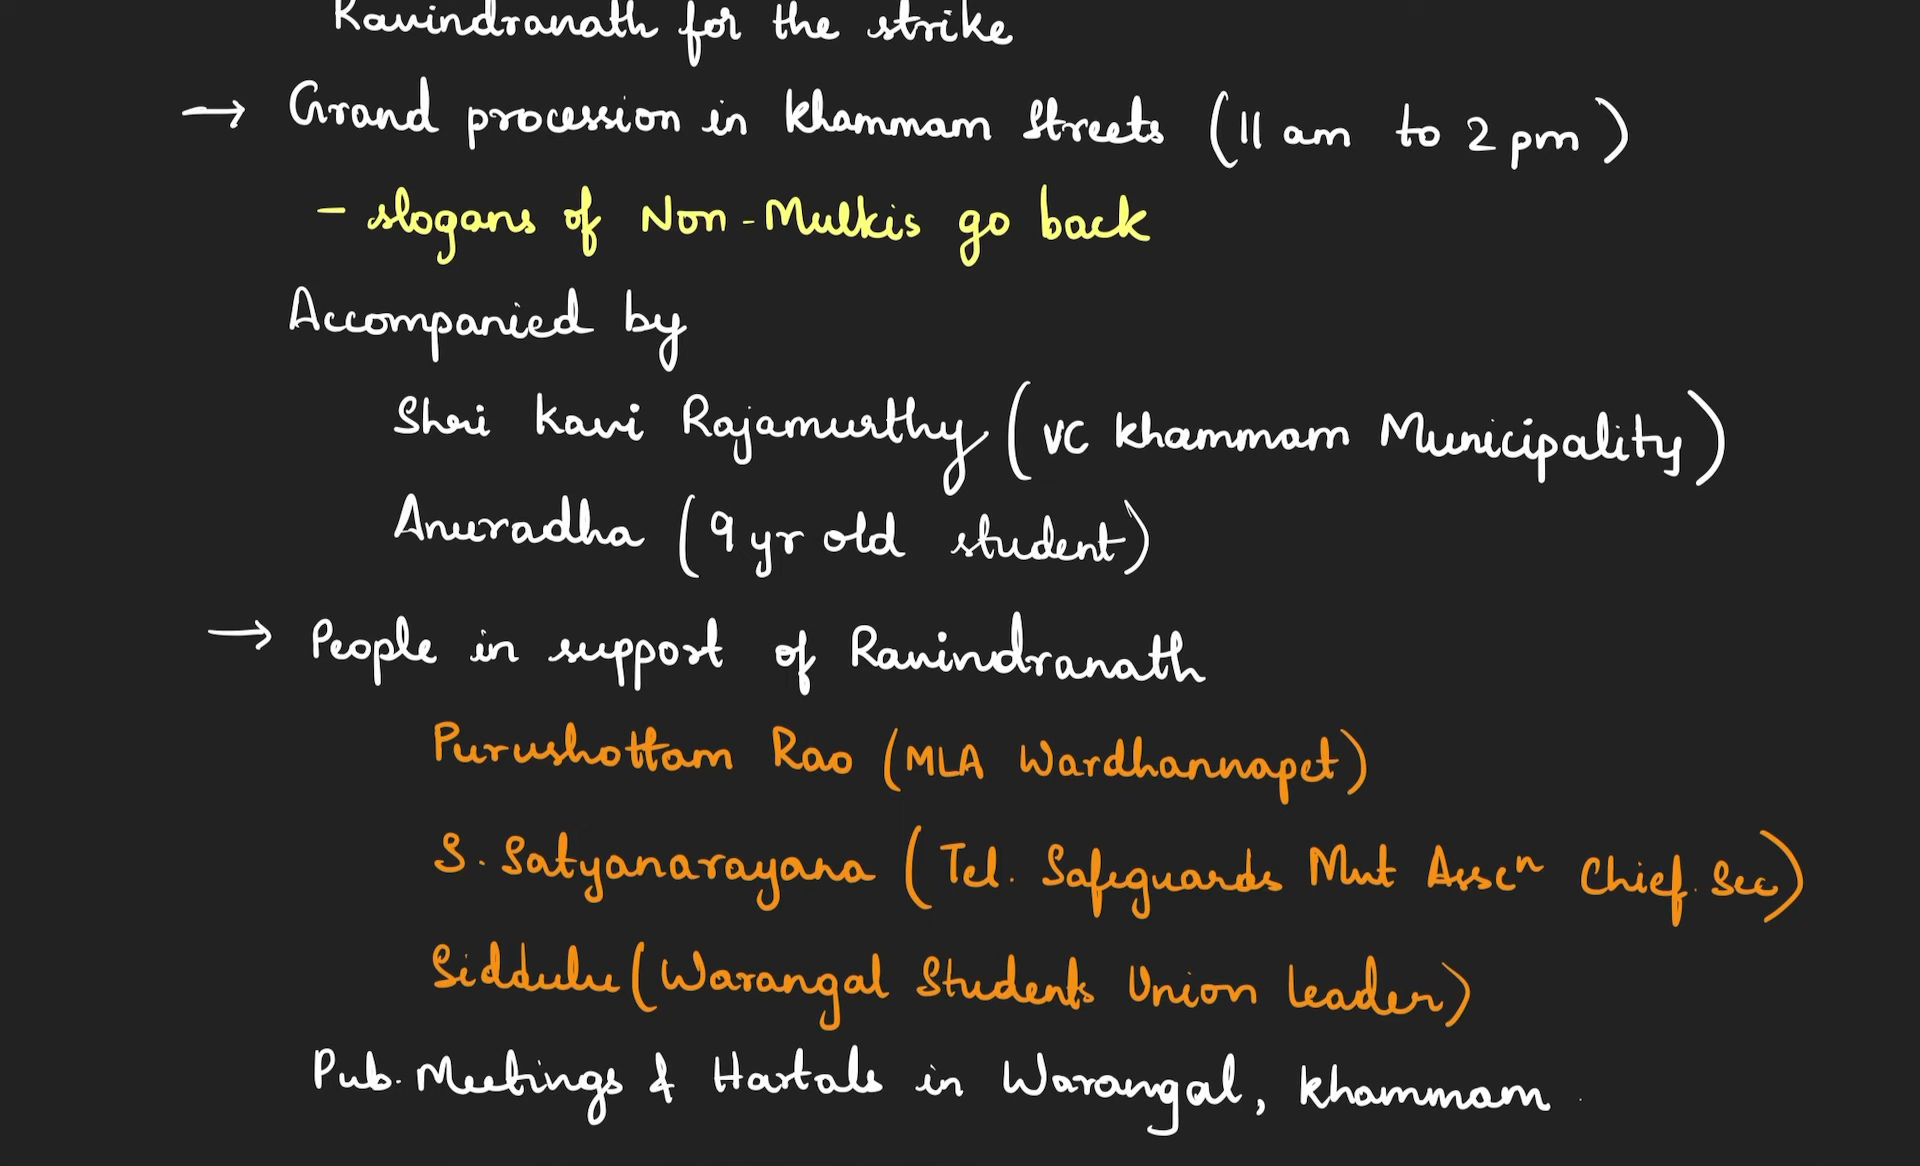 Ravindranath for the strike
→ Grand procession in Khammam Streets (11 am to 2 pm)
- slogans of Non-Mulkis go back
Accompanied by
Shri Kavi Rajamurthy (VC Khammam Municipality)
Anuradha (9 yr old student)
→ People in support of Ravindranath
Purushottam Rao (MLA Wardhannapet)
S. Satyanarayana (Tel. Safeguards Mut Asscn Chief. Sec)
Siddulu (Warangal Students Union leader)
Pub. Meetings & Hartals in Warangal, Khammam